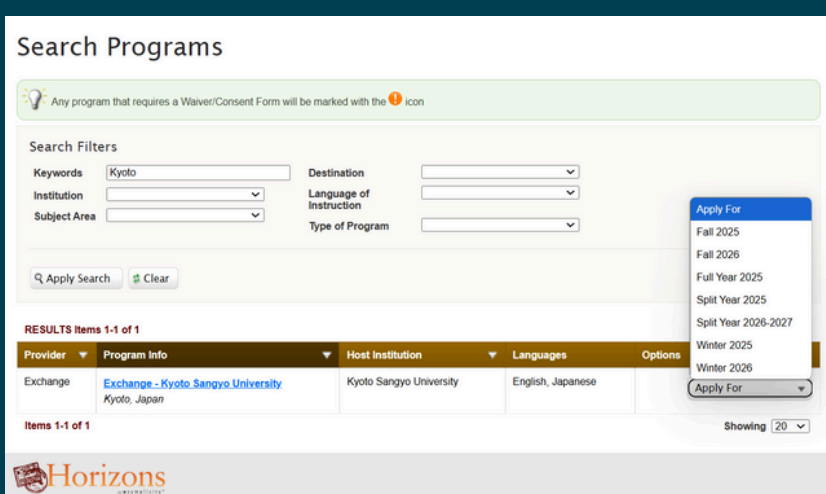 Search Programs
Any program that requires a Waiver/Consent Form will be marked with the icon
Search Filters
Keywords Kyoto Destination
Institution Language of Instruction
Subject Area Type of Program
Apply Search Clear
Apply For
Fall 2025
Fall 2026
Full Year 2025
Split Year 2025
Split Year 2026-2027
Winter 2025
Winter 2026
RESULTS Items 1-1 of 1
Provider Program Info Host Institution Languages Options
Exchange Exchange - Kyoto Sangyo University Kyoto Sangyo University English, Japanese Apply For
Kyoto, Japan
Items 1-1 of 1 Showing 20
Horizons